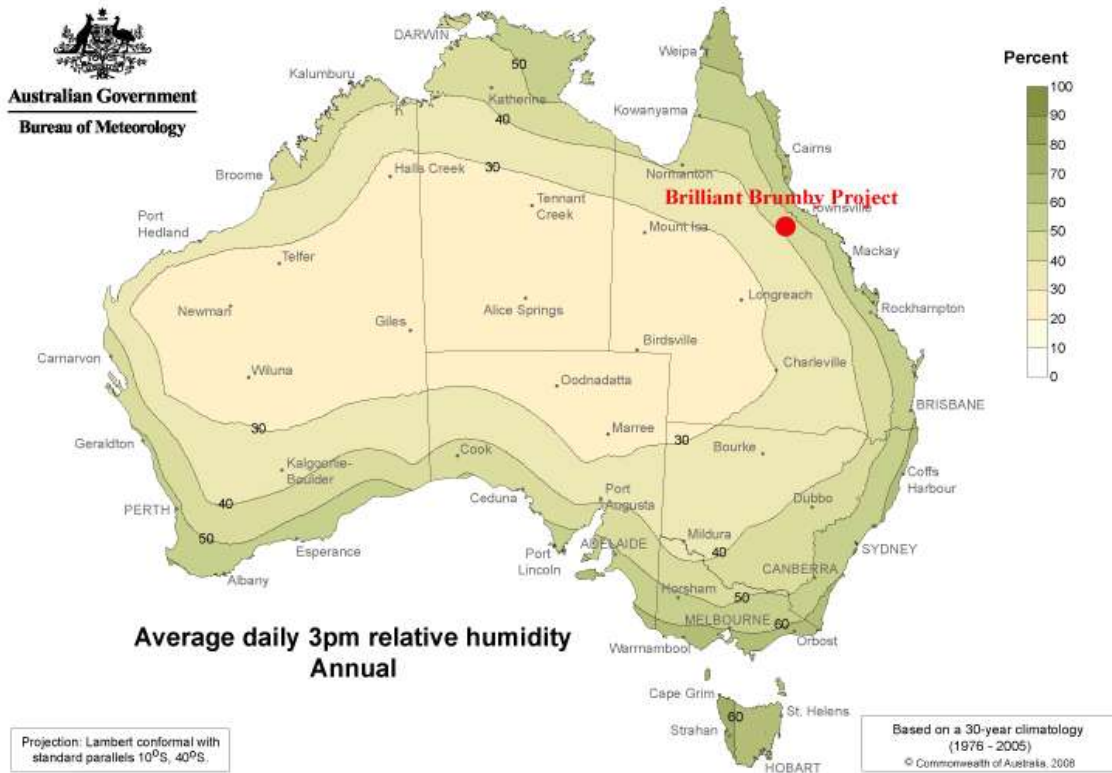 Australian Government
Bureau of Meteorology
DARWIN
Weipa
Percent
50
Kalumburu
100
Katherine
90
Kowanyama
80
40
Cairns
70
30
Halls Creek
Normanton
60
Broome
Brilliant Brumby Project
50
Tennant
Creek
Townsville
Port
Hedland
Mount Isa
40
Mackay
30
Telfer
20
Newman
Alice Springs
Longreach
Rockhampton
10
Giles
Birdsville
0
Carnarvon
Wiluna
Oodnadatta
Charleville
BRISBANE
30
Marree
30
Geraldton
Bourke
Cook
Kalgoorlie-
Boulder
Coffs
Harbour
Ceduna
Port
Augusta
Dubbo
40
PERTH
Mildura
50
ADELAIDE
40
SYDNEY
Esperance
Port
Lincoln
CANBERRA
Albany
Horsham
50
MELBOURNE
60
Orbost
Warrnambool
Average daily 3pm relative humidity
Annual
Cape Grim
St. Helens
60
Strahan
HOBART
Projection: Lambert conformal with
standard parallels 10°S, 40°S.
Based on a 30-year climatology
(1976 - 2005)
© Commonwealth of Australia, 2008